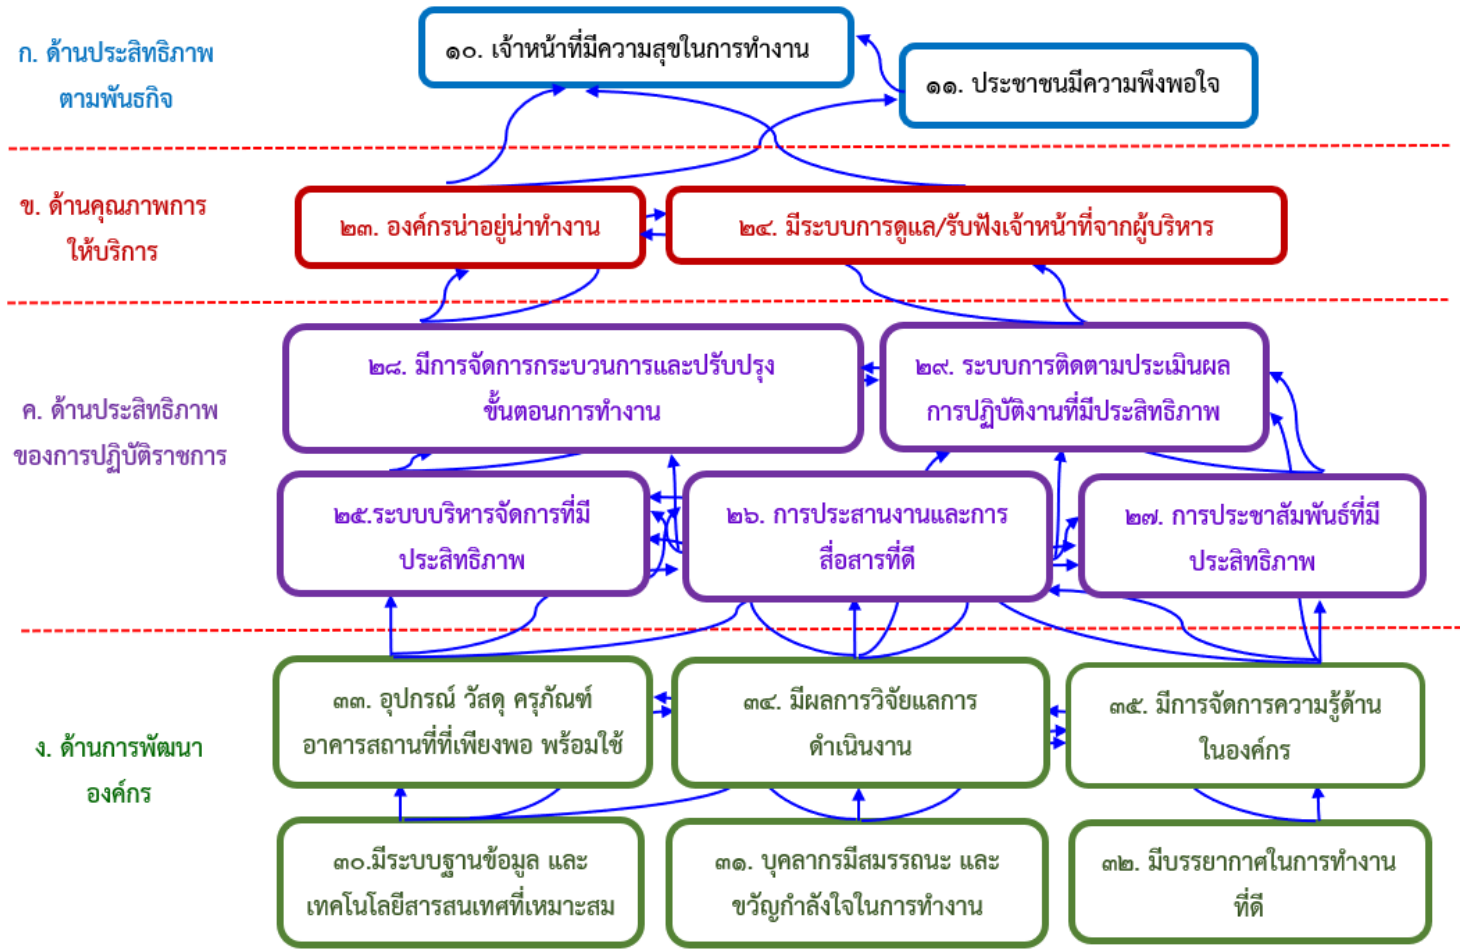 ก. ด้านประสิทธิภาพ
ตามพันธกิจ
๑๐. เจ้าหน้าที่มีความสุขในการทำงาน
๑๑. ประชาชนมีความพึงพอใจ
ข. ด้านคุณภาพการ
ให้บริการ
๒๓. องค์กรน่าอยู่น่าทำงาน
๒๔. มีระบบการดูแล/รับฟังเจ้าหน้าที่จากผู้บริหาร
ค. ด้านประสิทธิภาพ
ของการปฏิบัติราชการ
๒๘. มีการจัดการกระบวนการและปรับปรุง
ขั้นตอนการทำงาน
๒๙. ระบบการติดตามประเมินผล
การปฏิบัติงานที่มีประสิทธิภาพ
๒๕.ระบบบริหารจัดการที่มี
ประสิทธิภาพ
๒๖. การประสานงานและการ
สื่อสารที่ดี
๒๗. การประชาสัมพันธ์ที่มี
ประสิทธิภาพ
ง. ด้านการพัฒนา
องค์กร
๓๓. อุปกรณ์ วัสดุ ครุภัณฑ์
อาคารสถานที่ที่เพียงพอ พร้อมใช้
๓๔. มีผลการวิจัยแลการ
ดำเนินงาน
๓๕. มีการจัดการความรู้ด้าน
ในองค์กร
๓๐.มีระบบฐานข้อมูล และ
เทคโนโลยีสารสนเทศที่เหมาะสม
๓๑. บุคลากรมีสมรรถนะ และ
ขวัญกำลังใจในการทำงาน
๓๒. มีบรรยากาศในการทำงาน
ที่ดี